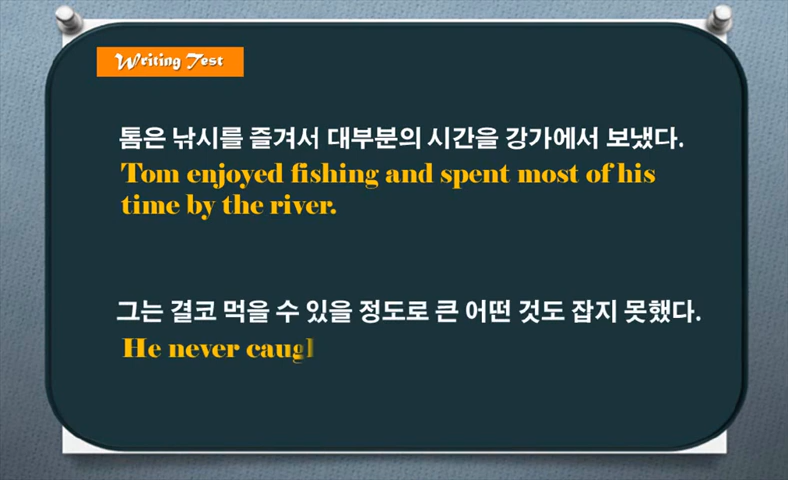 Writing Test
톰은 낚시를 즐겨서 대부분의 시간을 강가에서 보냈다.
Tom enjoyed fishing and spent most of his
time by the river.
그는 결코 먹을 수 있을 정도로 큰 어떤 것도 잡지 못했다.
He never